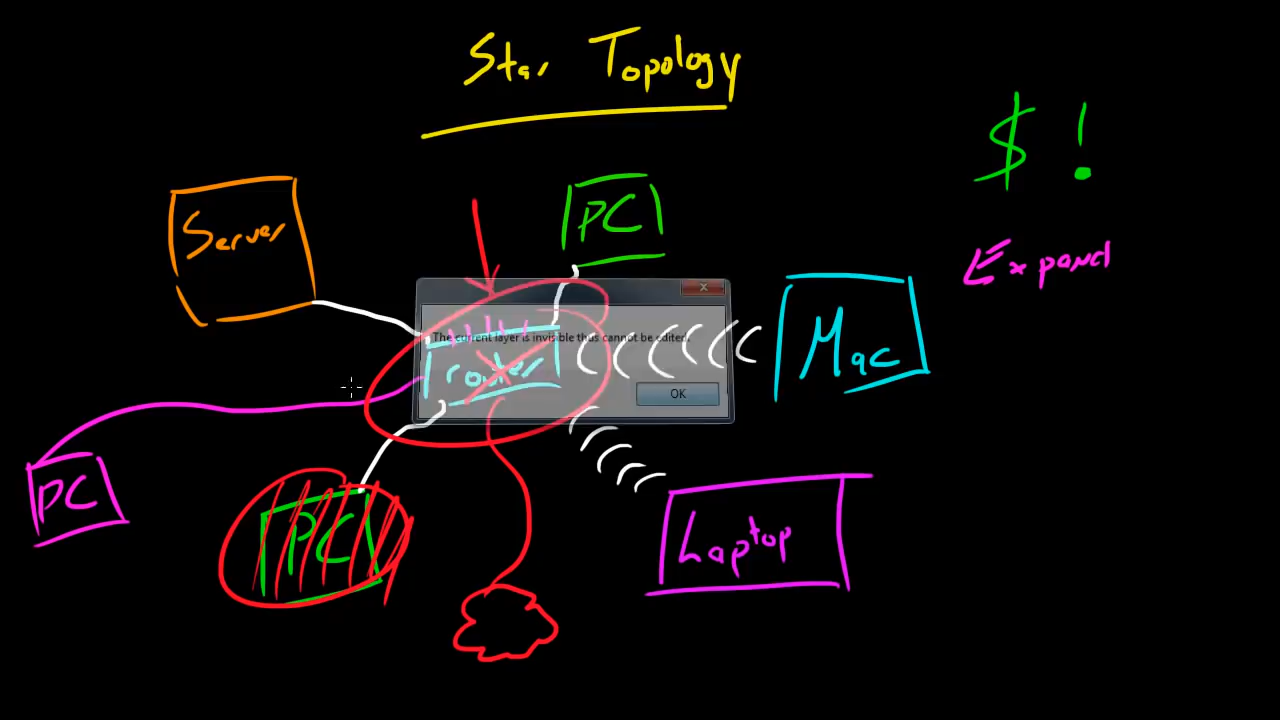 Star Topology
$ !
Server
PC
Expand
x
The current layer is invisible thus cannot be edited.
router
Mac
OK
PC
PC
Laptop